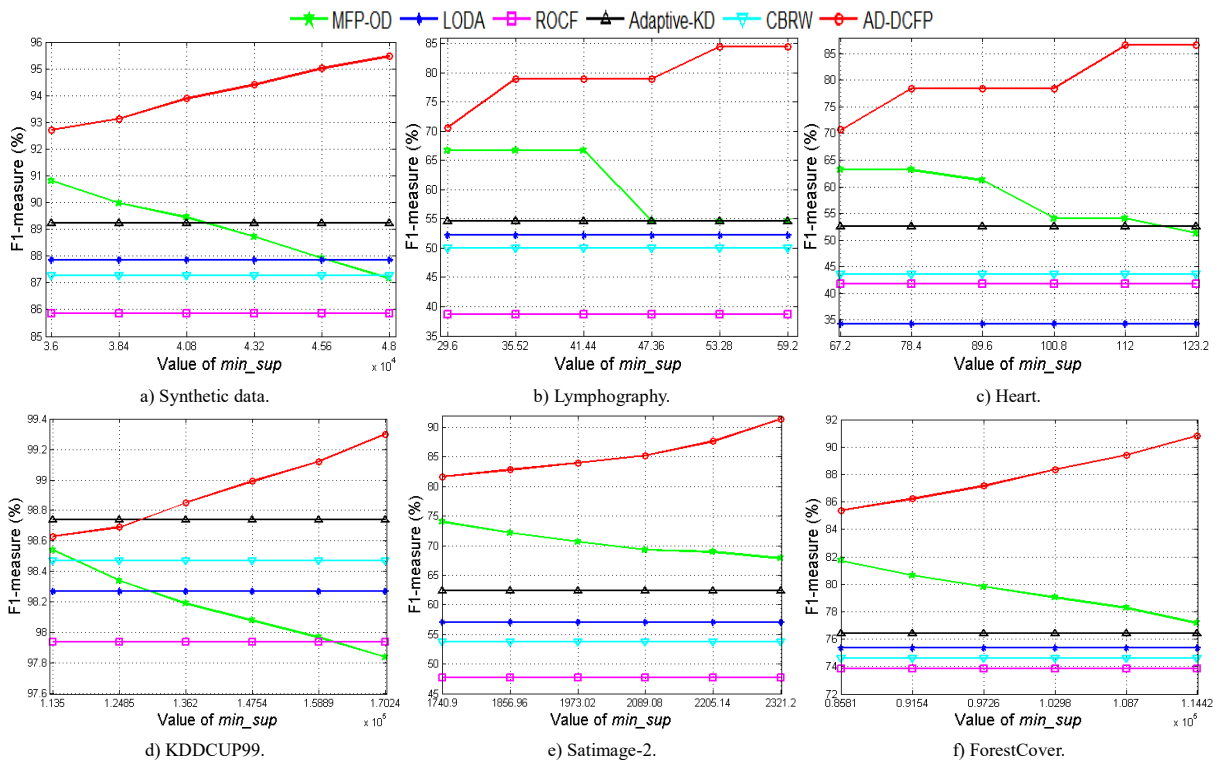 MFP-OD LODA ROCF Adaptive-KD CBRW AD-DCFP
F1-measure (%)
96
95
94
93
92
91
90
89
88
87
86
85
3.6 3.84 4.08 4.32 4.56 4.8
Value of min_sup x 10^4
a) Synthetic data.
F1-measure (%)
85
80
75
70
65
60
55
50
45
40
35
29.6 35.52 41.44 47.36 53.28 59.2
Value of min_sup
b) Lymphography.
F1-measure (%)
85
80
75
70
65
60
55
50
45
40
35
67.2 78.4 89.6 100.8 112 123.2
Value of min_sup
c) Heart.
F1-measure (%)
99.4
99.2
99
98.8
98.6
98.4
98.2
98
97.8
97.6
1.135 1.2485 1.362 1.4754 1.5889 1.7024
Value of min_sup x 10^5
d) KDDCUP99.
F1-measure (%)
90
85
80
75
70
65
60
55
50
45
1740.9 1856.96 1973.02 2089.08 2205.14 2321.2
Value of min_sup
e) Satimage-2.
F1-measure (%)
92
90
88
86
84
82
80
78
76
74
72
0.8581 0.9154 0.9726 1.0298 1.087 1.1442
Value of min_sup x 10^5
f) ForestCover.